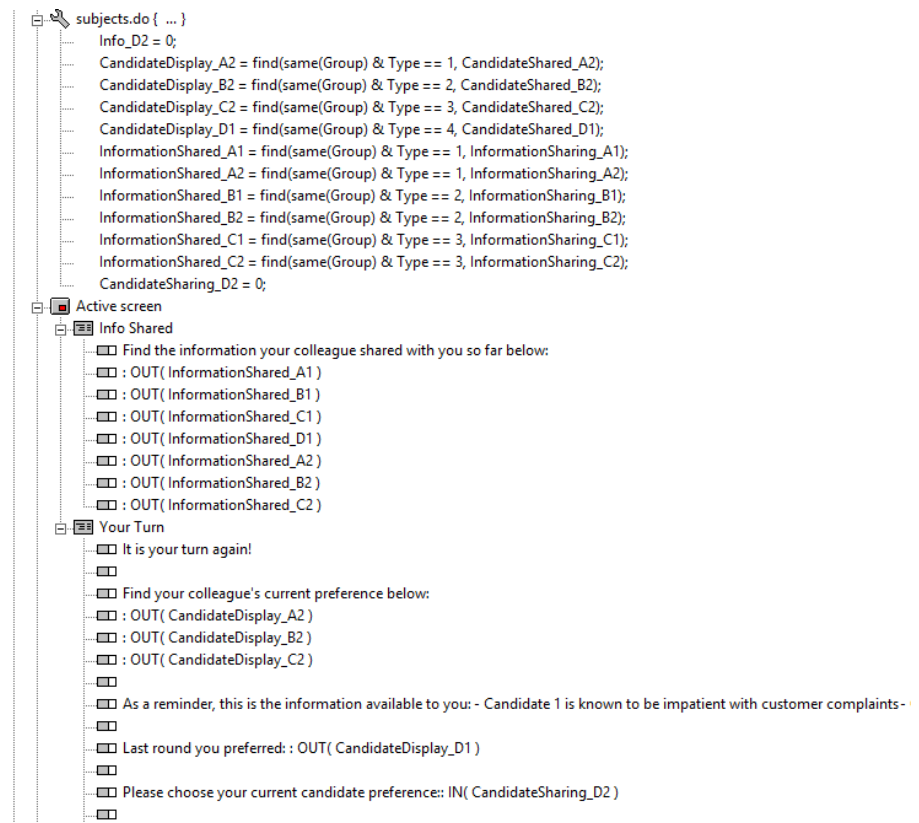 subjects.do { ... }
Info_D2 = 0;
CandidateDisplay_A2 = find(same(Group) & Type == 1, CandidateShared_A2);
CandidateDisplay_B2 = find(same(Group) & Type == 2, CandidateShared_B2);
CandidateDisplay_C2 = find(same(Group) & Type == 3, CandidateShared_C2);
CandidateDisplay_D1 = find(same(Group) & Type == 4, CandidateShared_D1);
InformationShared_A1 = find(same(Group) & Type == 1, InformationSharing_A1);
InformationShared_A2 = find(same(Group) & Type == 1, InformationSharing_A2);
InformationShared_B1 = find(same(Group) & Type == 2, InformationSharing_B1);
InformationShared_B2 = find(same(Group) & Type == 2, InformationSharing_B2);
InformationShared_C1 = find(same(Group) & Type == 3, InformationSharing_C1);
InformationShared_C2 = find(same(Group) & Type == 3, InformationSharing_C2);
CandidateSharing_D2 = 0;
Active screen
Info Shared
Find the information your colleague shared with you so far below:
: OUT( InformationShared_A1 )
: OUT( InformationShared_B1 )
: OUT( InformationShared_C1 )
: OUT( InformationShared_D1 )
: OUT( InformationShared_A2 )
: OUT( InformationShared_B2 )
: OUT( InformationShared_C2 )
Your Turn
It is your turn again!
Find your colleague's current preference below:
: OUT( CandidateDisplay_A2 )
: OUT( CandidateDisplay_B2 )
: OUT( CandidateDisplay_C2 )
As a reminder, this is the information available to you: - Candidate 1 is known to be impatient with customer complaints-
Last round you preferred: : OUT( CandidateDisplay_D1 )
Please choose your current candidate preference:: IN( CandidateSharing_D2 )